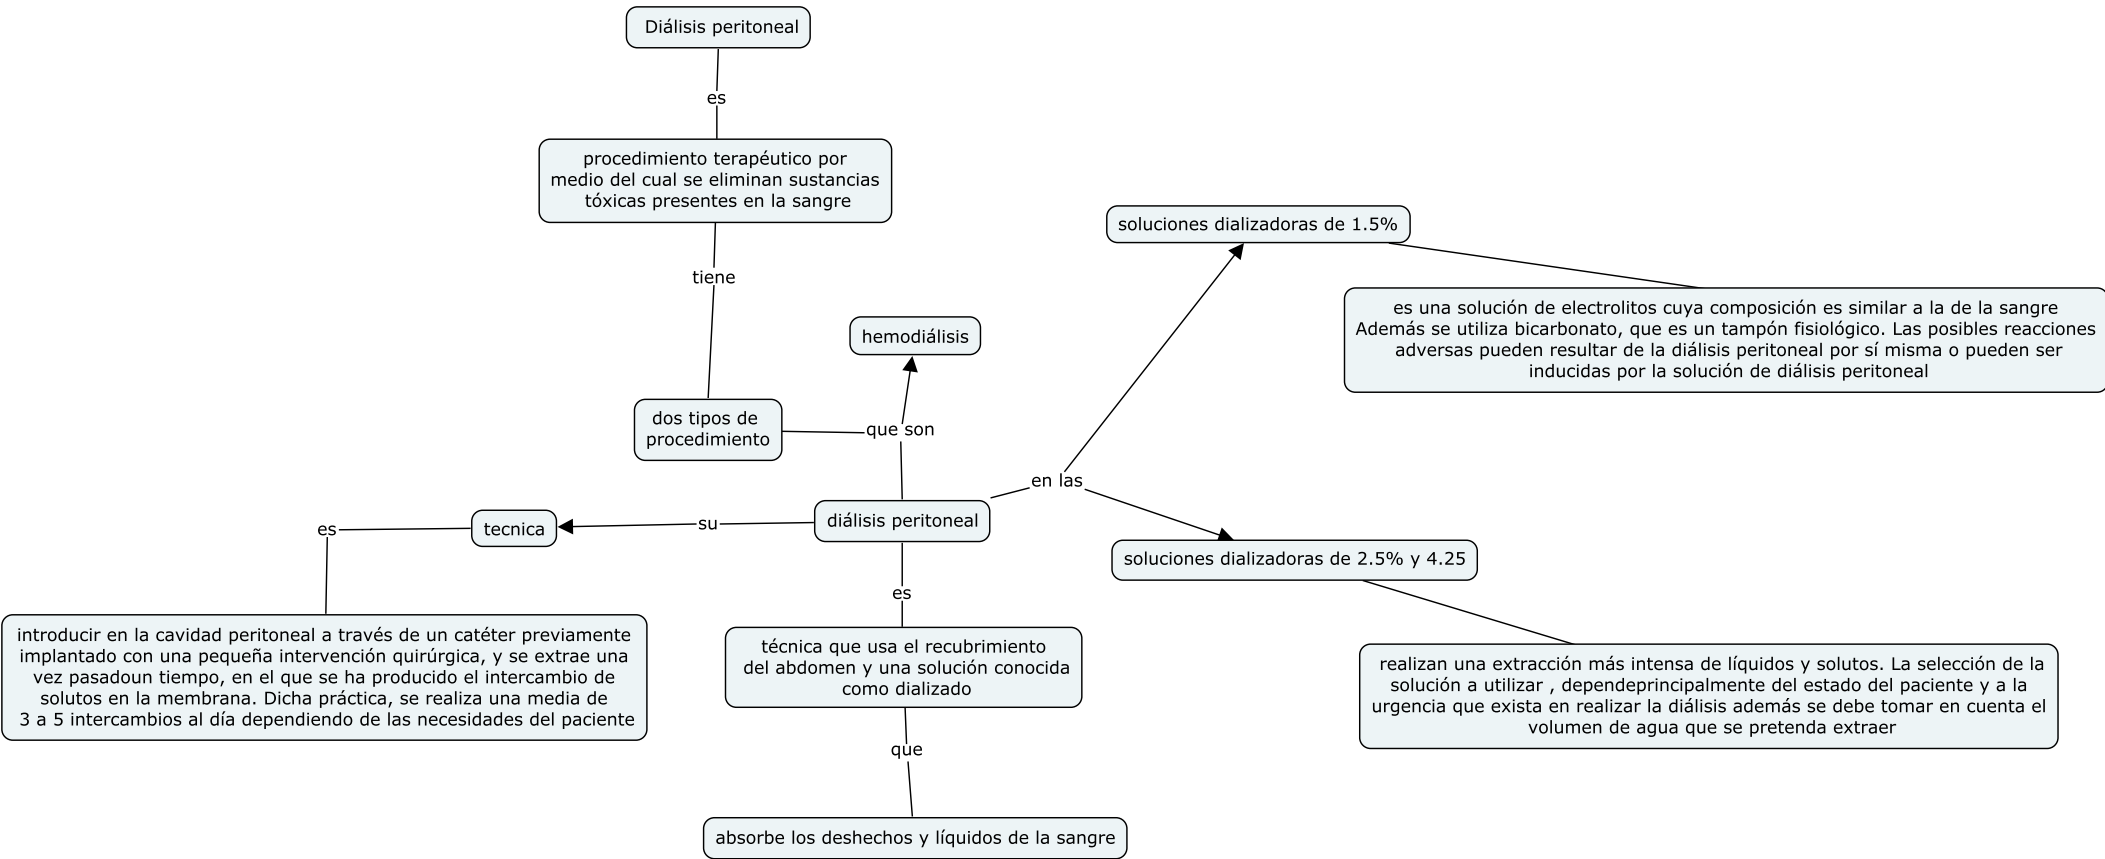 Diálisis peritoneal
es
procedimiento terapéutico por
medio del cual se eliminan sustancias
tóxicas presentes en la sangre
tiene
dos tipos de
procedimiento
que son
hemodiálisis
diálisis peritoneal
su
tecnica
es
introducir en la cavidad peritoneal a través de un catéter previamente
implantado con una pequeña intervención quirúrgica, y se extrae una
vez pasadoun tiempo, en el que se ha producido el intercambio de
solutos en la membrana. Dicha práctica, se realiza una media de
3 a 5 intercambios al día dependiendo de las necesidades del paciente
es
técnica que usa el recubrimiento
del abdomen y una solución conocida
como dializado
que
absorbe los deshechos y líquidos de la sangre
en las
soluciones dializadoras de 1.5%
es una solución de electrolitos cuya composición es similar a la de la sangre
Además se utiliza bicarbonato, que es un tampón fisiológico. Las posibles reacciones
adversas pueden resultar de la diálisis peritoneal por sí misma o pueden ser
inducidas por la solución de diálisis peritoneal
soluciones dializadoras de 2.5% y 4.25
realizan una extracción más intensa de líquidos y solutos. La selección de la
solución a utilizar , dependeprincipalmente del estado del paciente y a la
urgencia que exista en realizar la diálisis además se debe tomar en cuenta el
volumen de agua que se pretenda extraer